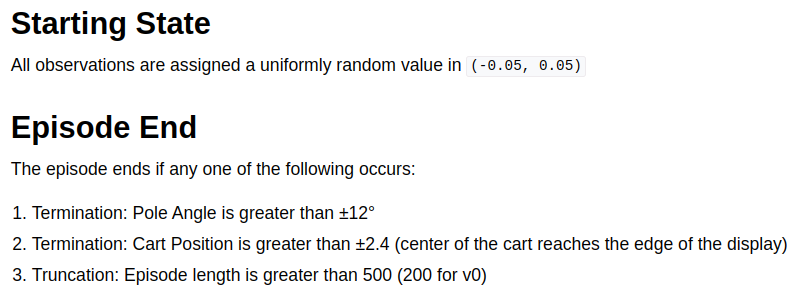 Starting State
All observations are assigned a uniformly random value in (-0.05, 0.05)
Episode End
The episode ends if any one of the following occurs:
1. Termination: Pole Angle is greater than ±12°
2. Termination: Cart Position is greater than ±2.4 (center of the cart reaches the edge of the display)
3. Truncation: Episode length is greater than 500 (200 for v0)